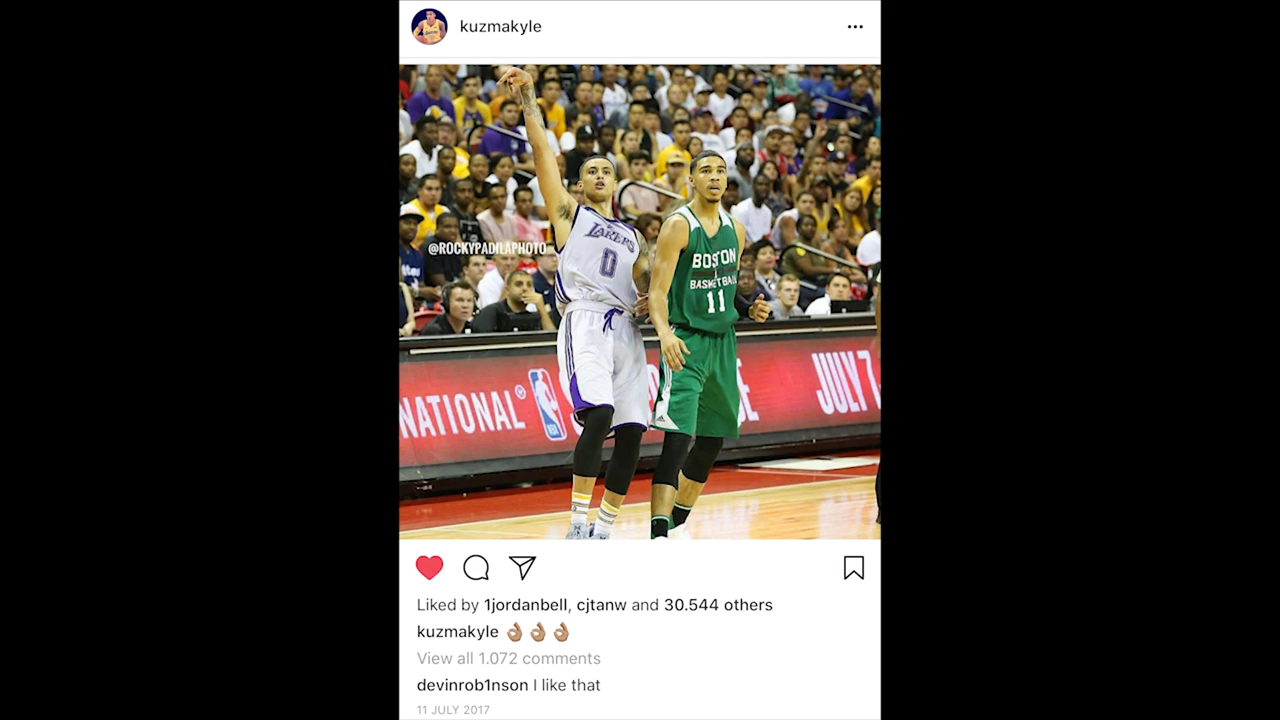 kuzmakyle
@ROCKYPADILAPHOTO
LAKERS
0
BOSTON
BASKETBALL
11
NATIONAL
NBA
JULY 7
Liked by 1jordanbell, cjtanw and 30.544 others
kuzmakyle 👌🏽👌🏽👌🏽
View all 1.072 comments
devinrob1nson I like that
11 JULY 2017